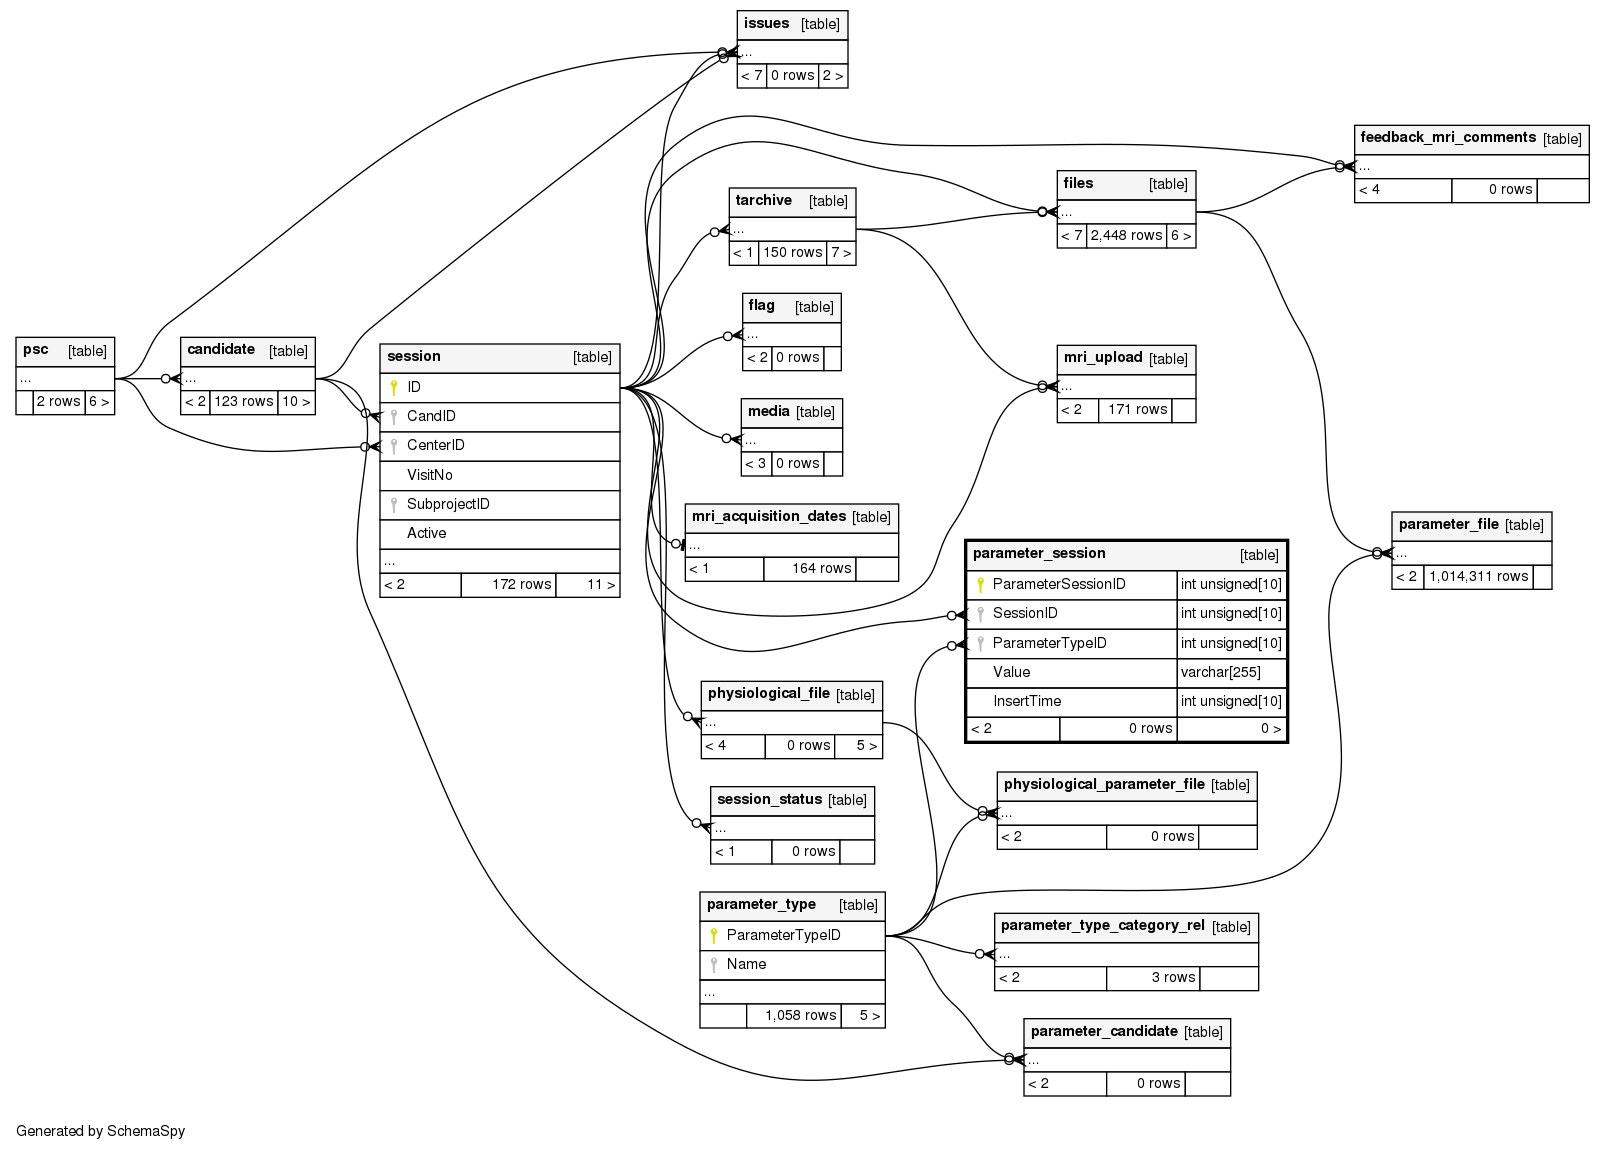 issues [table]
...
< 7 0 rows 2 >
feedback_mri_comments [table]
...
< 4 0 rows
files [table]
...
< 7 2,448 rows 6 >
tarchive [table]
...
< 1 150 rows 7 >
flag [table]
...
< 2 0 rows
psc [table]
...
2 rows 6 >
candidate [table]
...
< 2 123 rows 10 >
session [table]
ID
CandID
CenterID
VisitNo
SubprojectID
Active
...
< 2 172 rows 11 >
mri_upload [table]
...
< 2 171 rows
media [table]
...
< 3 0 rows
mri_acquisition_dates [table]
...
< 1 164 rows
parameter_file [table]
...
< 2 1,014,311 rows
parameter_session [table]
ParameterSessionID int unsigned[10]
SessionID int unsigned[10]
ParameterTypeID int unsigned[10]
Value varchar[255]
InsertTime int unsigned[10]
< 2 0 rows 0 >
physiological_file [table]
...
< 4 0 rows 5 >
physiological_parameter_file [table]
...
< 2 0 rows
session_status [table]
...
< 1 0 rows
parameter_type [table]
ParameterTypeID
Name
...
1,058 rows 5 >
parameter_type_category_rel [table]
...
< 2 3 rows
parameter_candidate [table]
...
< 2 0 rows
Generated by SchemaSpy